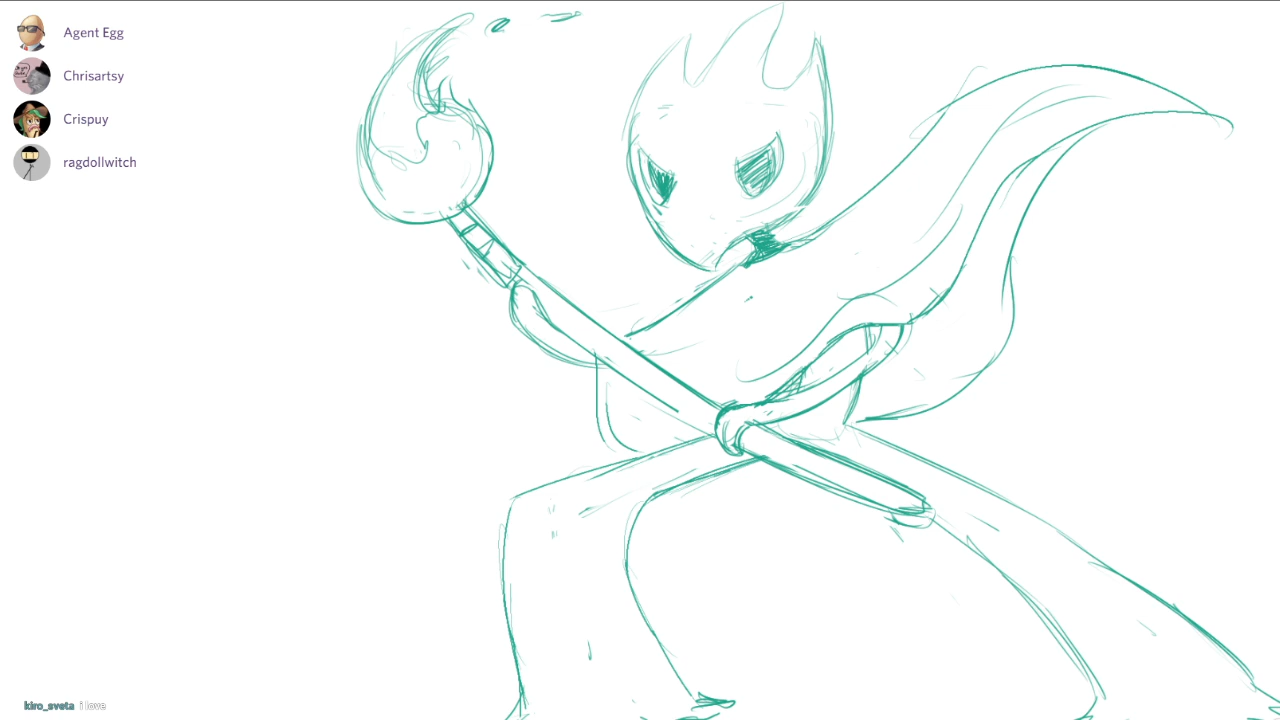 Agent Egg
Chrisartsy
Crispuy
ragdollwitch
kiro_sveta i love